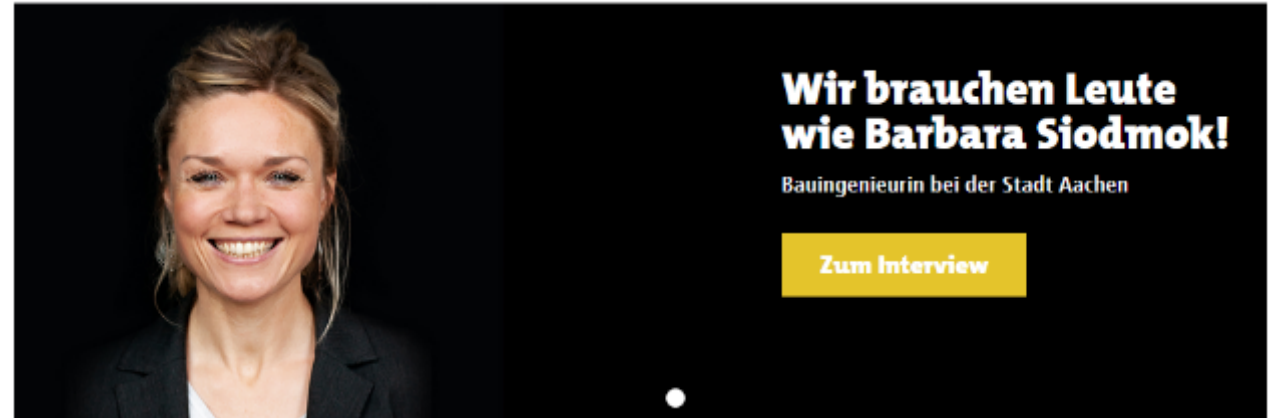 Wir brauchen Leute
wie Barbara Siodmok!
Bauingenieurin bei der Stadt Aachen
Zum Interview